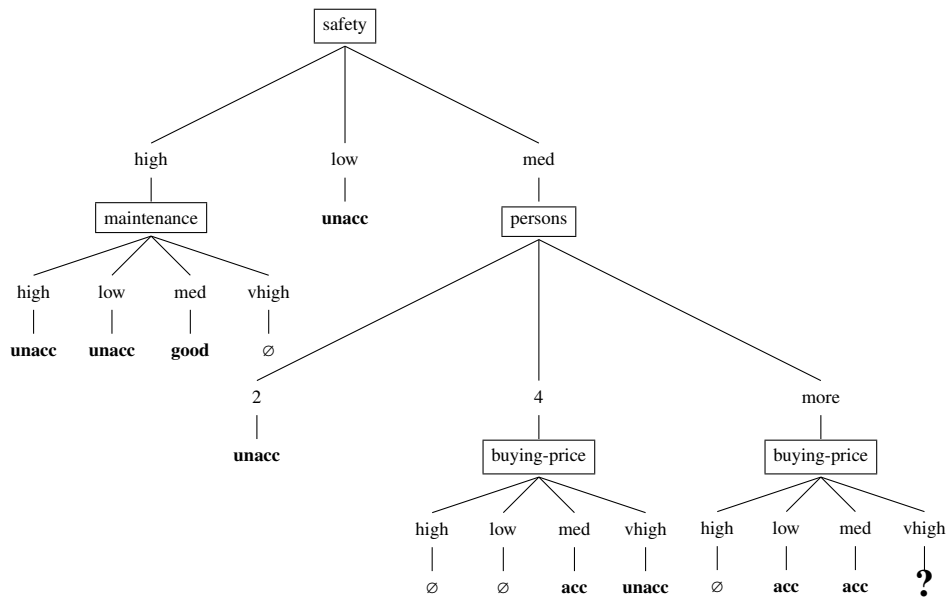 safety
high low med
maintenance unacc persons
high low med vhigh
unacc unacc good ∅
2 4 more
unacc buying-price buying-price
high low med vhigh high low med vhigh
∅ ∅ acc unacc ∅ acc acc ?